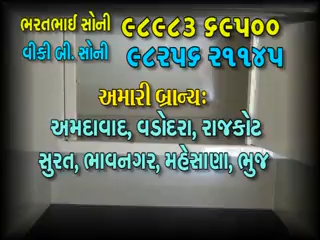 ભરતભાઈ સોની ૯૮૯૮૩ ૬૯૫૦૦
વીકી બી. સોની ૯૮૨૫૬ ૨૧૧૪૫
અમારી બ્રાન્ચઃ
અમદાવાદ, વડોદરા, રાજકોટ
સુરત, ભાવનગર, મહેસાણા, ભુજ